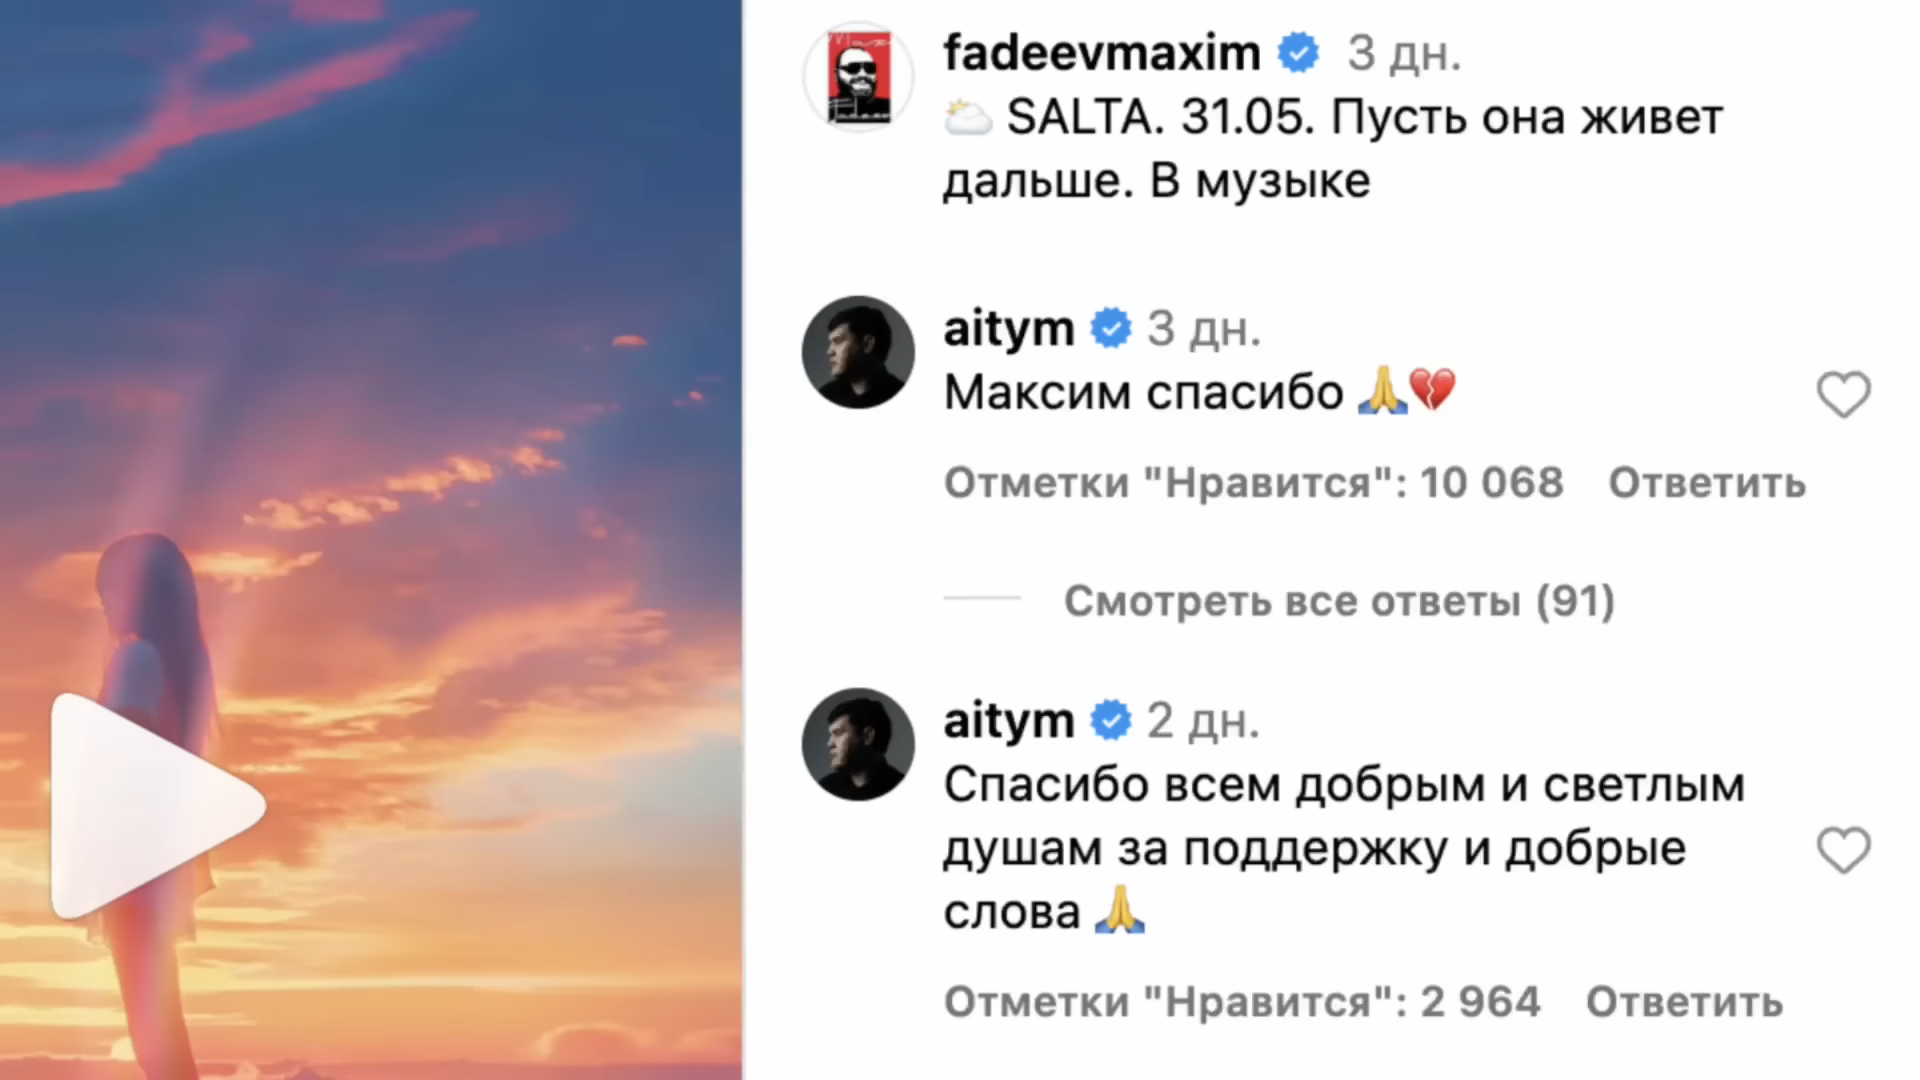 fadeevmaxim 3 дн.
🌥 SALTA. 31.05. Пусть она живет
дальше. В музыке
aitym 3 дн.
Максим спасибо 🙏💔
Отметки "Нравится": 10 068 Ответить
Смотреть все ответы (91)
aitym 2 дн.
Спасибо всем добрым и светлым
душам за поддержку и добрые
слова 🙏
Отметки "Нравится": 2 964 Ответить